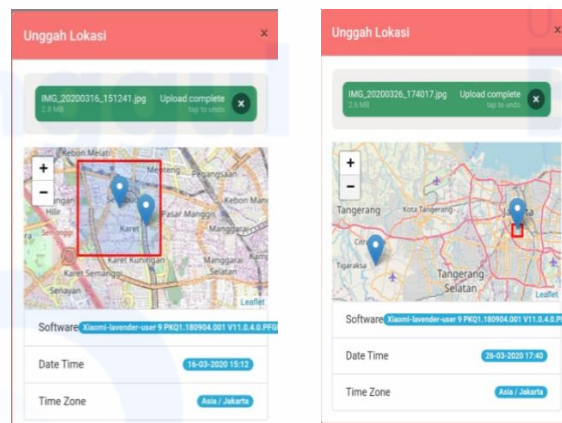 Unggah Lokasi
×
IMG_20200316_151241.jpg Upload complete
2.8 MB tap to undo
+
−
Kebon Melati
Menteng
Pegangsaan
Hilir
Pasar Manggis
Semanggi
Karet
Manggarai
Karet Kuningan
Manggarai
Selatan
Karet Semanggi
Senayan
Leaflet
Software Xiaomi-lavender-user 9 PKQ1.180904.001 V11.0.4.0.PFG
Date Time 16-03-2020 15:12
Time Zone Asia / Jakarta
Unggah Lokasi
×
IMG_20200326_174017.jpg Upload complete
2.6 MB tap to undo
+
−
Tangerang
Kota Tangerang
Tigaraksa
Tangerang
Selatan
Leaflet
Software Xiaomi-lavender-user 9 PKQ1.180904.001 V11.0.4.0.P
Date Time 26-03-2020 17:40
Time Zone Asia / Jakarta